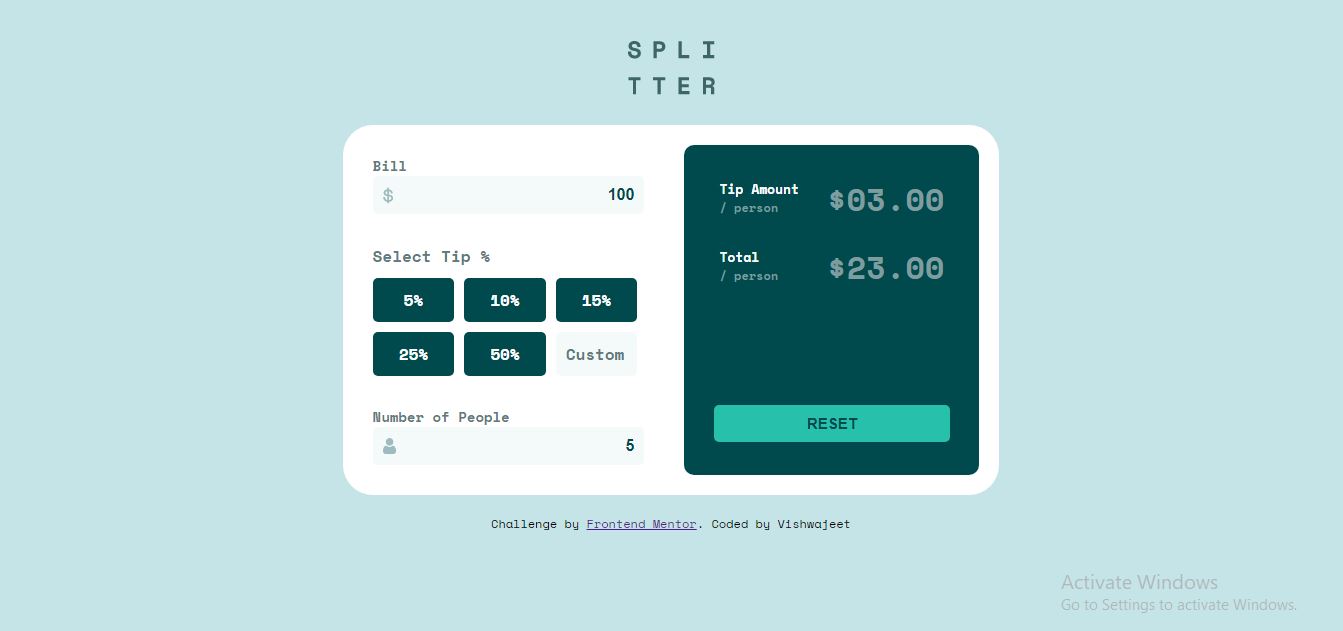 SPLI
TTER
Bill
$ 100
Select Tip %
5% 10% 15%
25% 50% Custom
Number of People
5
Tip Amount
/ person
$03.00
Total
/ person
$23.00
RESET
Challenge by Frontend Mentor. Coded by Vishwajeet
Activate Windows
Go to Settings to activate Windows.